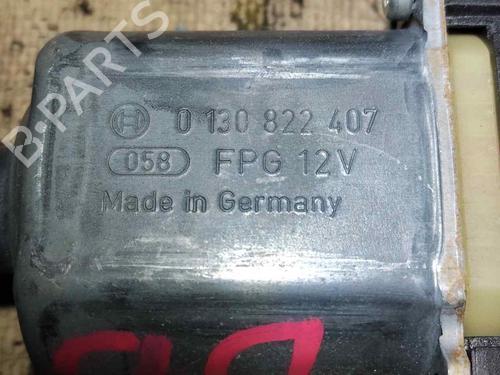 B-PARTS
0 130 822 407
058 FPG 12V
Made in Germany